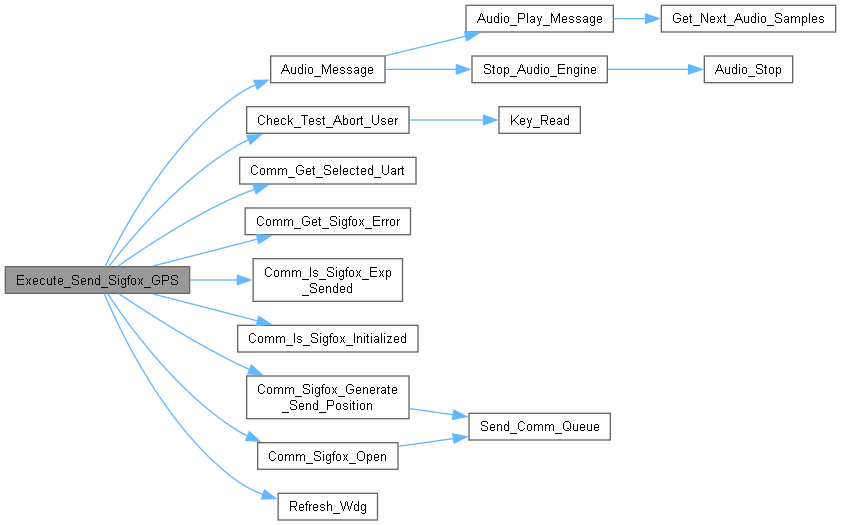 Audio_Play_Message
Get_Next_Audio_Samples
Audio_Message
Stop_Audio_Engine
Audio_Stop
Check_Test_Abort_User
Key_Read
Comm_Get_Selected_Uart
Comm_Get_Sigfox_Error
Execute_Send_Sigfox_GPS
Comm_Is_Sigfox_Exp
_Sended
Comm_Is_Sigfox_Initialized
Comm_Sigfox_Generate
_Send_Position
Send_Comm_Queue
Comm_Sigfox_Open
Refresh_Wdg